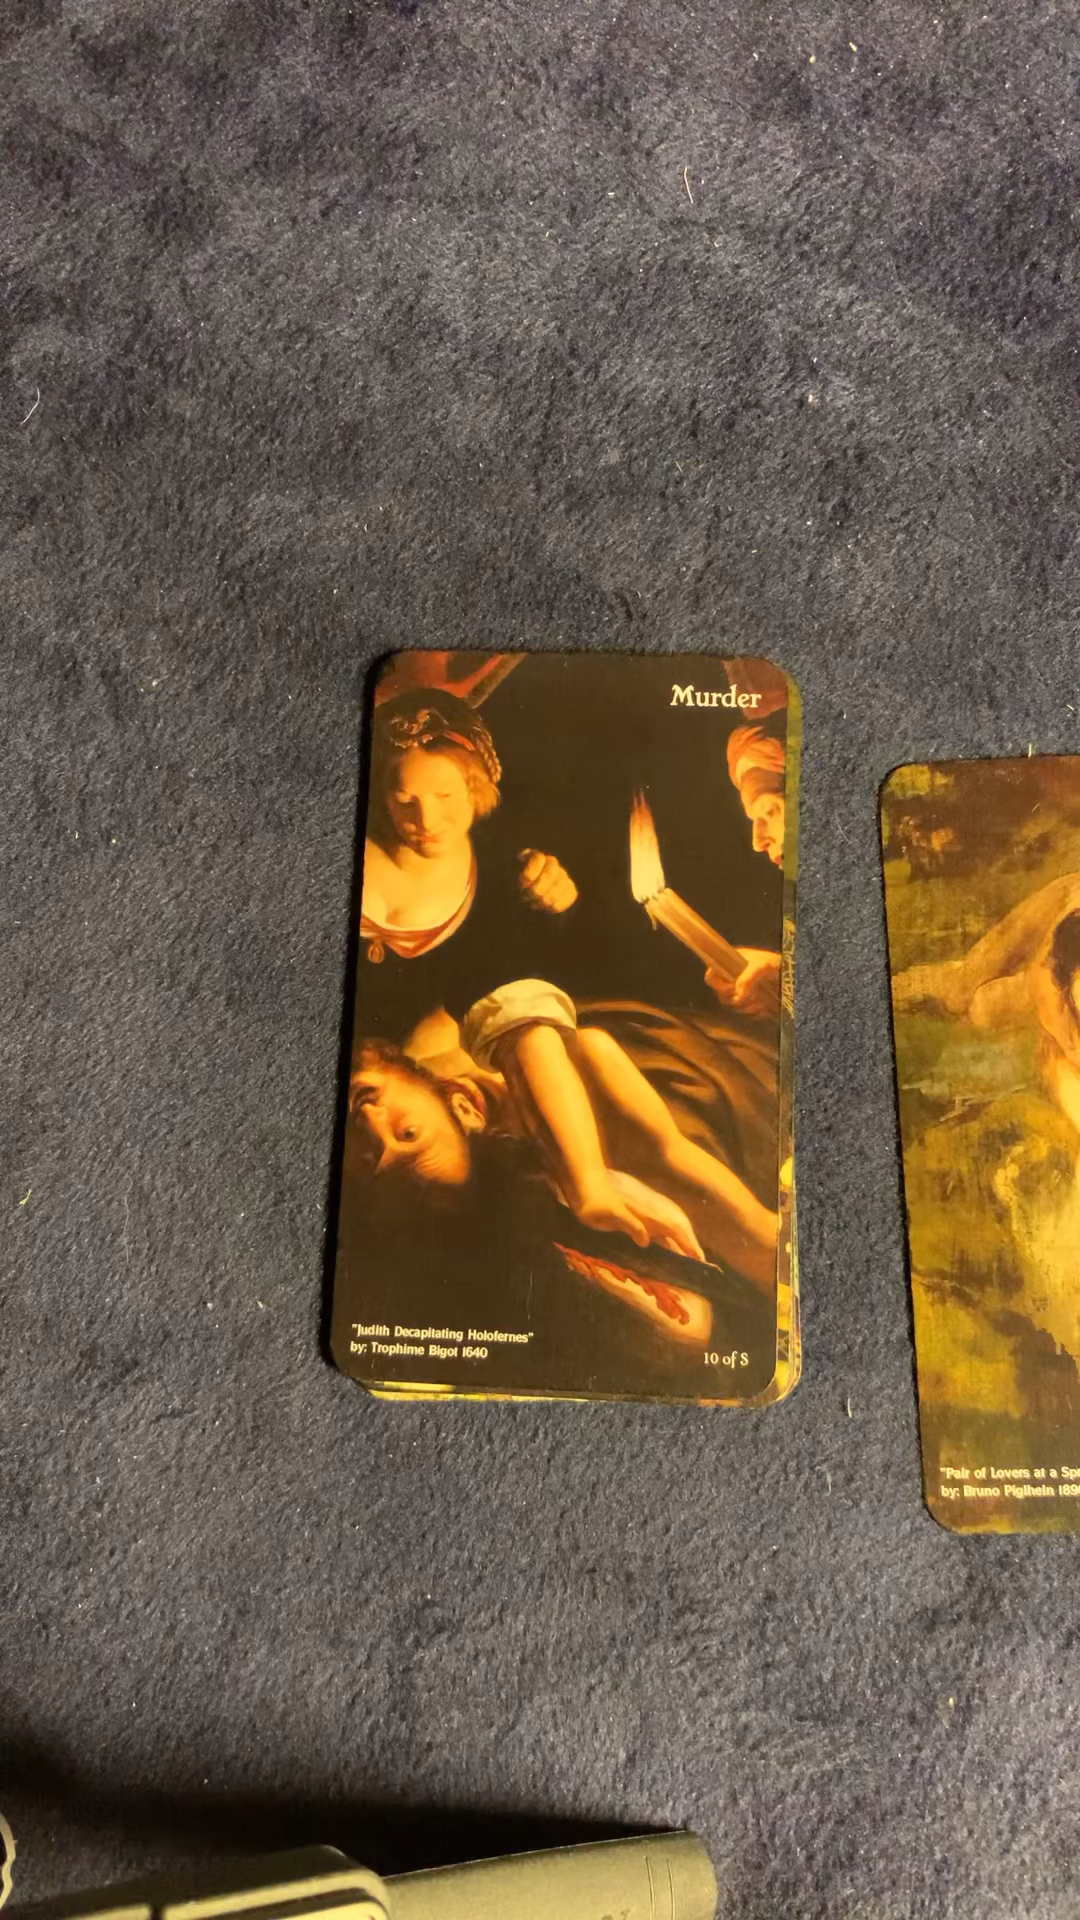 Murder
"Judith Decapitating Holofernes"
by: Trophime Bigot 1640
10 of S
"Pair of Lovers at a
by: Bruno Piglhein